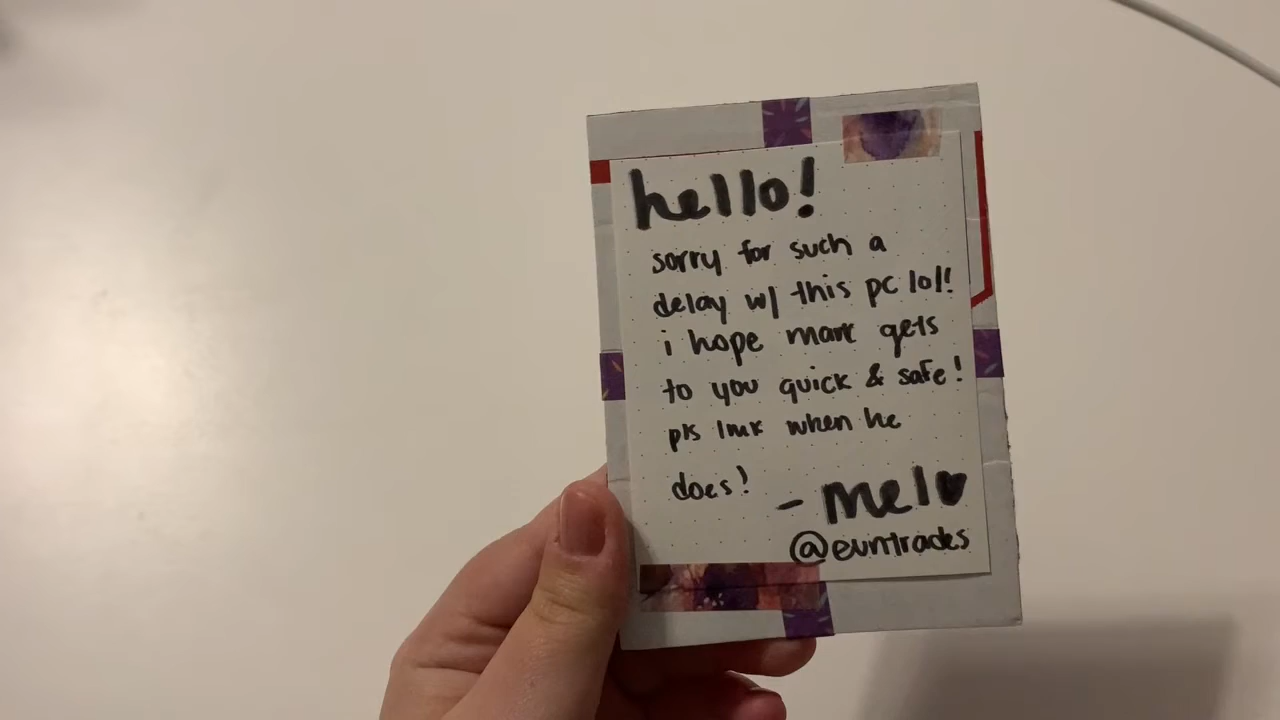 hello!
sorry for such a
delay w/ this pc lol!
i hope mark gets
to you quick & safe!
pls lmk when he
does!
- mel♥
@evntrades